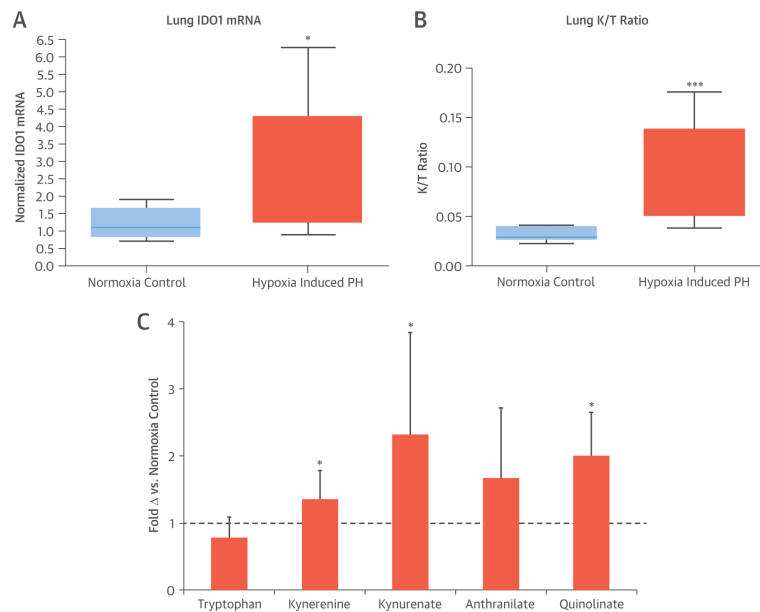 A
Lung IDO1 mRNA
Normalized IDO1 mRNA
6.5
6.0
5.5
5.0
4.5
4.0
3.5
3.0
2.5
2.0
1.5
1.0
0.5
0.0
*
Normoxia Control
Hypoxia Induced PH
B
Lung K/T Ratio
K/T Ratio
0.20
0.15
0.10
0.05
0.00
***
Normoxia Control
Hypoxia Induced PH
C
Fold Δ vs. Normoxia Control
4
3
2
1
0
*
*
*
Tryptophan
Kynerenine
Kynurenate
Anthranilate
Quinolinate